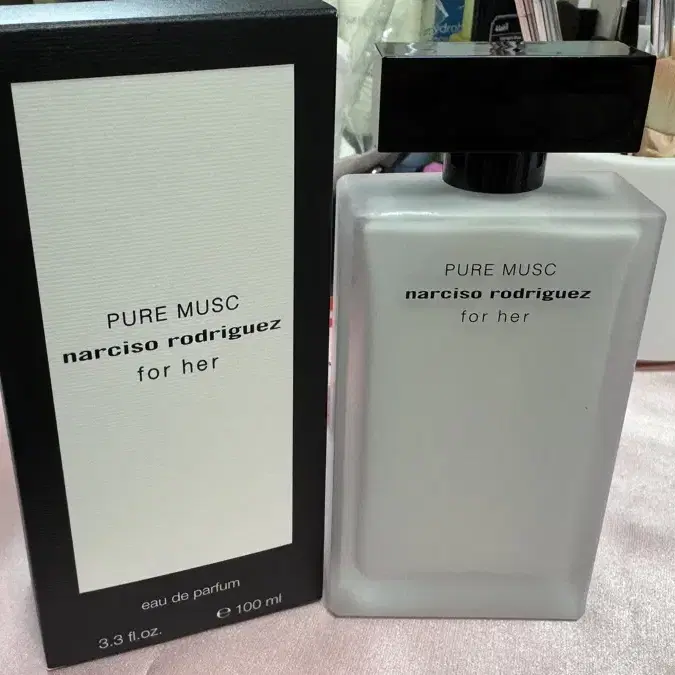 PURE MUSC
narciso rodriguez
for her
eau de parfum
3.3 fl.oz. e 100 ml
PURE MUSC
narciso rodriguez
for her